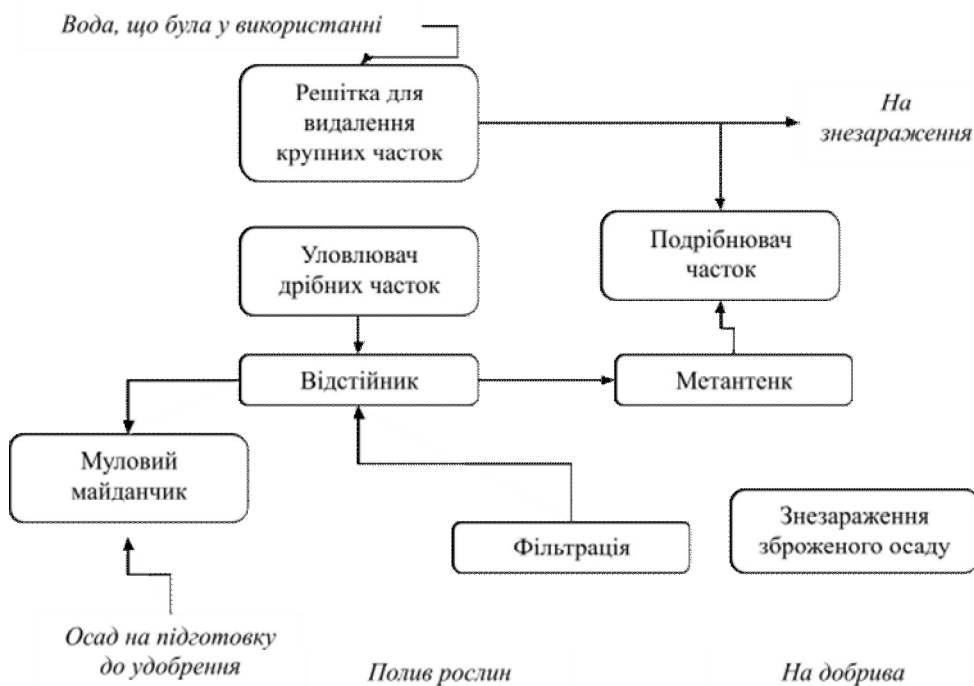 Вода, що була у використанні
Решітка для
видалення
крупних часток
На
знезараження
Уловлювач
дрібних часток
Подрібнювач
часток
Відстійник
Метантенк
Муловий
майданчик
Фільтрація
Знезараження
зброженого осаду
Осад на підготовку
до удобрення
Полив рослин
На добрива